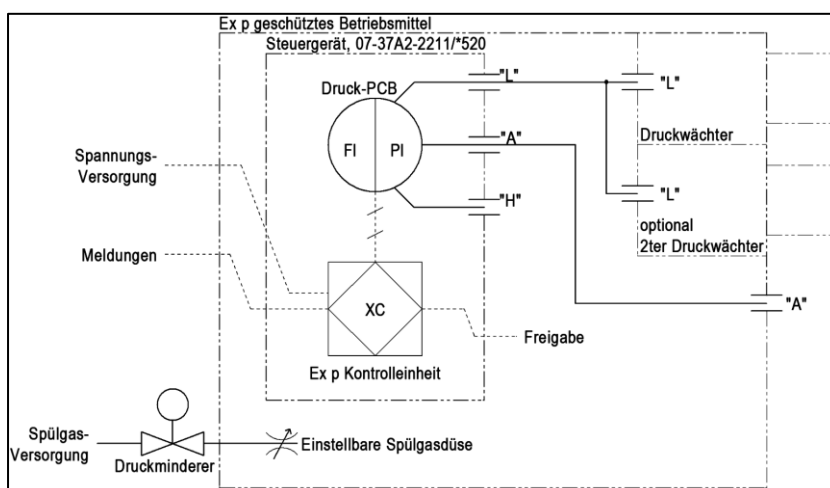 Ex p geschütztes Betriebsmittel
Steuergerät, 07-37A2-2211/*520
Druck-PCB
"L"
"L"
FI
PI
"A"
Druckwächter
Spannungs-
Versorgung
"H"
"L"
optional
2ter Druckwächter
Meldungen
XC
"A"
Freigabe
Ex p Kontrolleinheit
Spülgas-
Versorgung
Druckminderer
Einstellbare Spülgasdüse